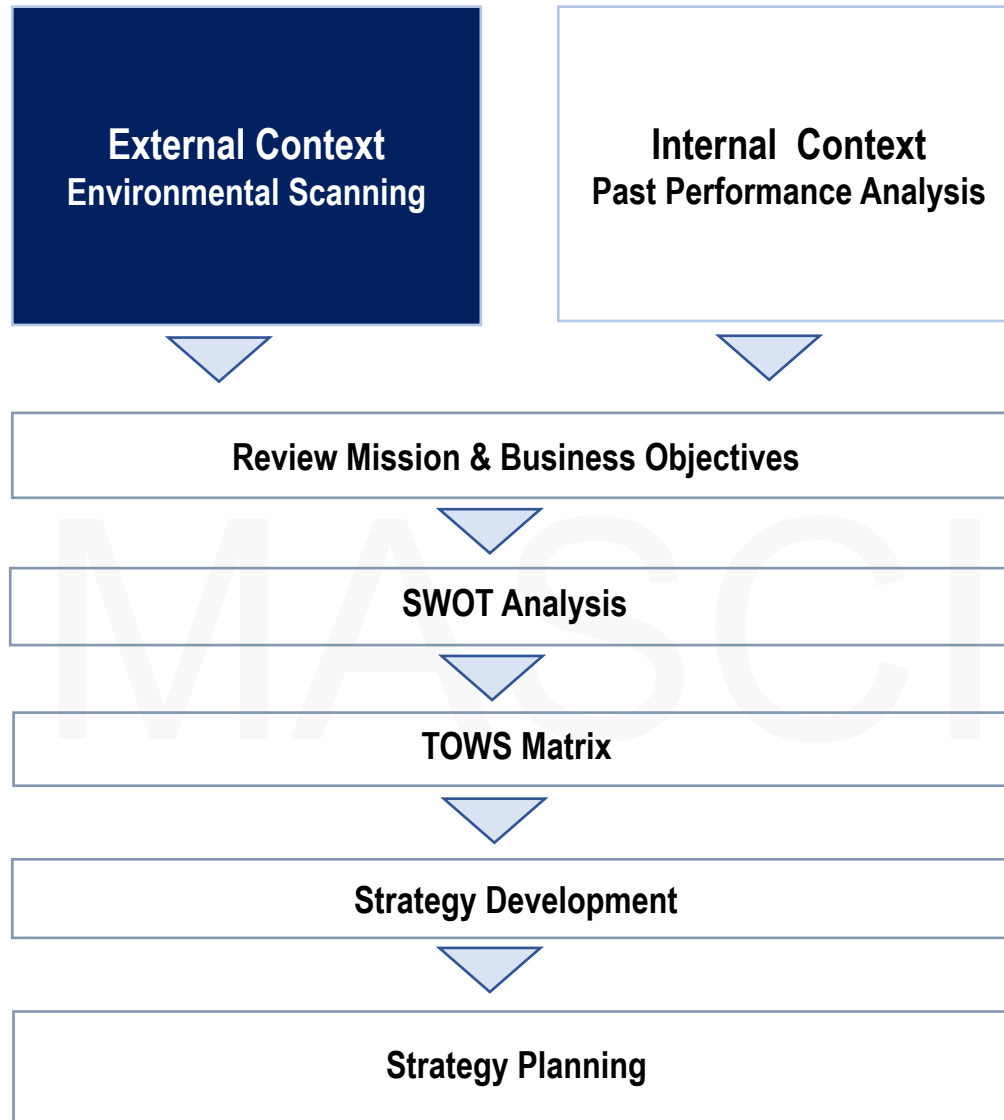 External Context
Environmental Scanning
Internal Context
Past Performance Analysis
Review Mission & Business Objectives
SWOT Analysis
TOWS Matrix
Strategy Development
Strategy Planning
MASCI